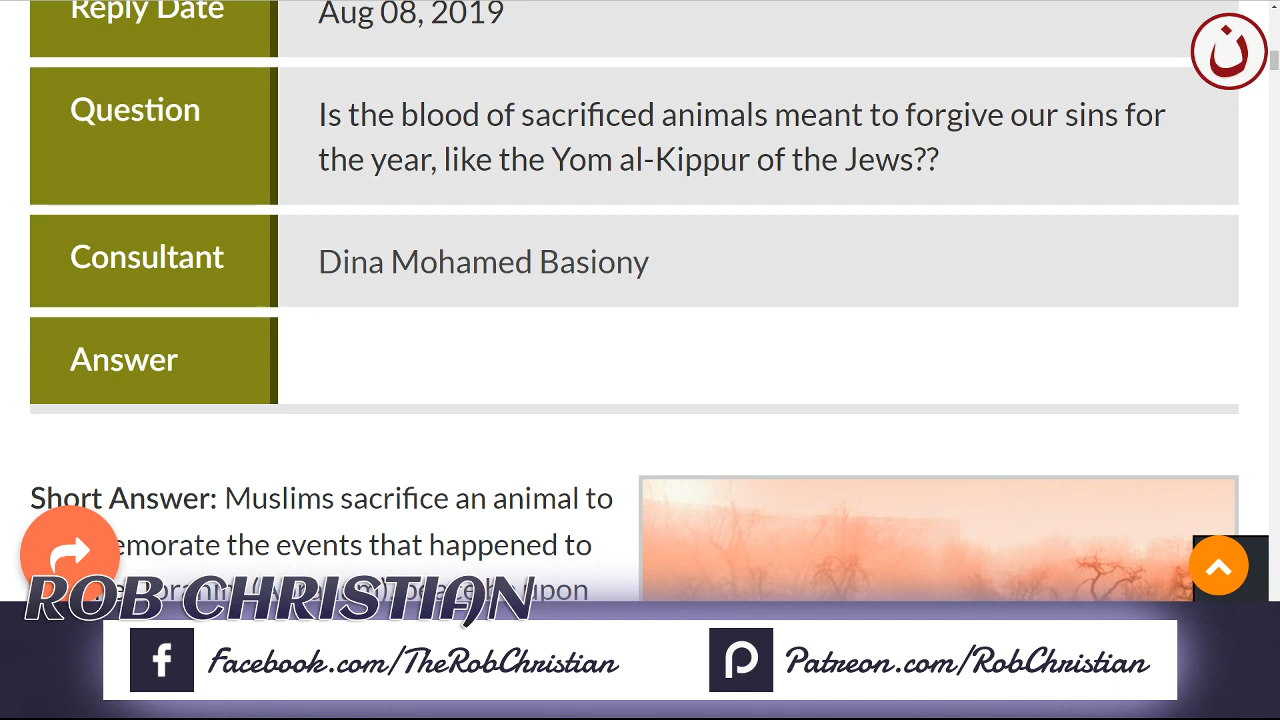 Reply Date
Aug 08, 2019
ن
Question
Is the blood of sacrificed animals meant to forgive our sins for
the year, like the Yom al-Kippur of the Jews??
Consultant
Dina Mohamed Basiony
Answer
Short Answer: Muslims sacrifice an animal to
the events that happened to
upon
ROB CHRISTIAN
Facebook.com/TheRobChristian
Patreon.com/RobChristian